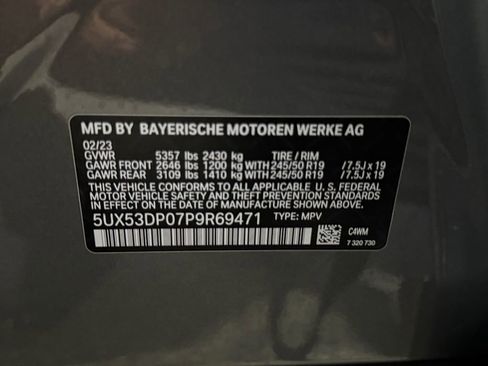 MFD BY BAYERISCHE MOTOREN WERKE AG
02/23
GVWR 5357 lbs 2430 kg TIRE / RIM
GAWR FRONT 2646 lbs 1200 kg WITH 245/50 R19 /7.5J x 19
GAWR REAR 3109 lbs 1410 kg WITH 245/50 R19 /7.5J x 19
THIS VEHICLE CONFORMS TO ALL APPLICABLE U. S. FEDERAL
MOTOR VEHICLE SAFETY AND THEFT PREVENTION STANDARDS
IN EFFECT ON THE DATE OF MANUFACTURE SHOWN ABOVE.
5UX53DP07P9R69471 TYPE: MPV
C4WM
7 320 730